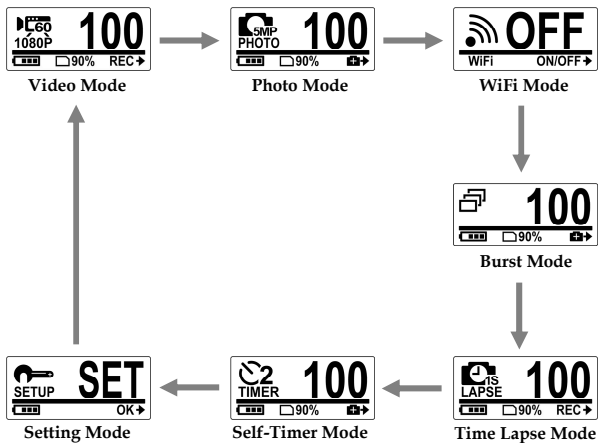 60
1080P
100
90%
REC
Video Mode
5MP
PHOTO
100
90%
Photo Mode
OFF
WiFi
ON/OFF
WiFi Mode
100
90%
Burst Mode
1S
LAPSE
100
90%
REC
Time Lapse Mode
2
TIMER
100
90%
Self-Timer Mode
SETUP
SET
OK
Setting Mode